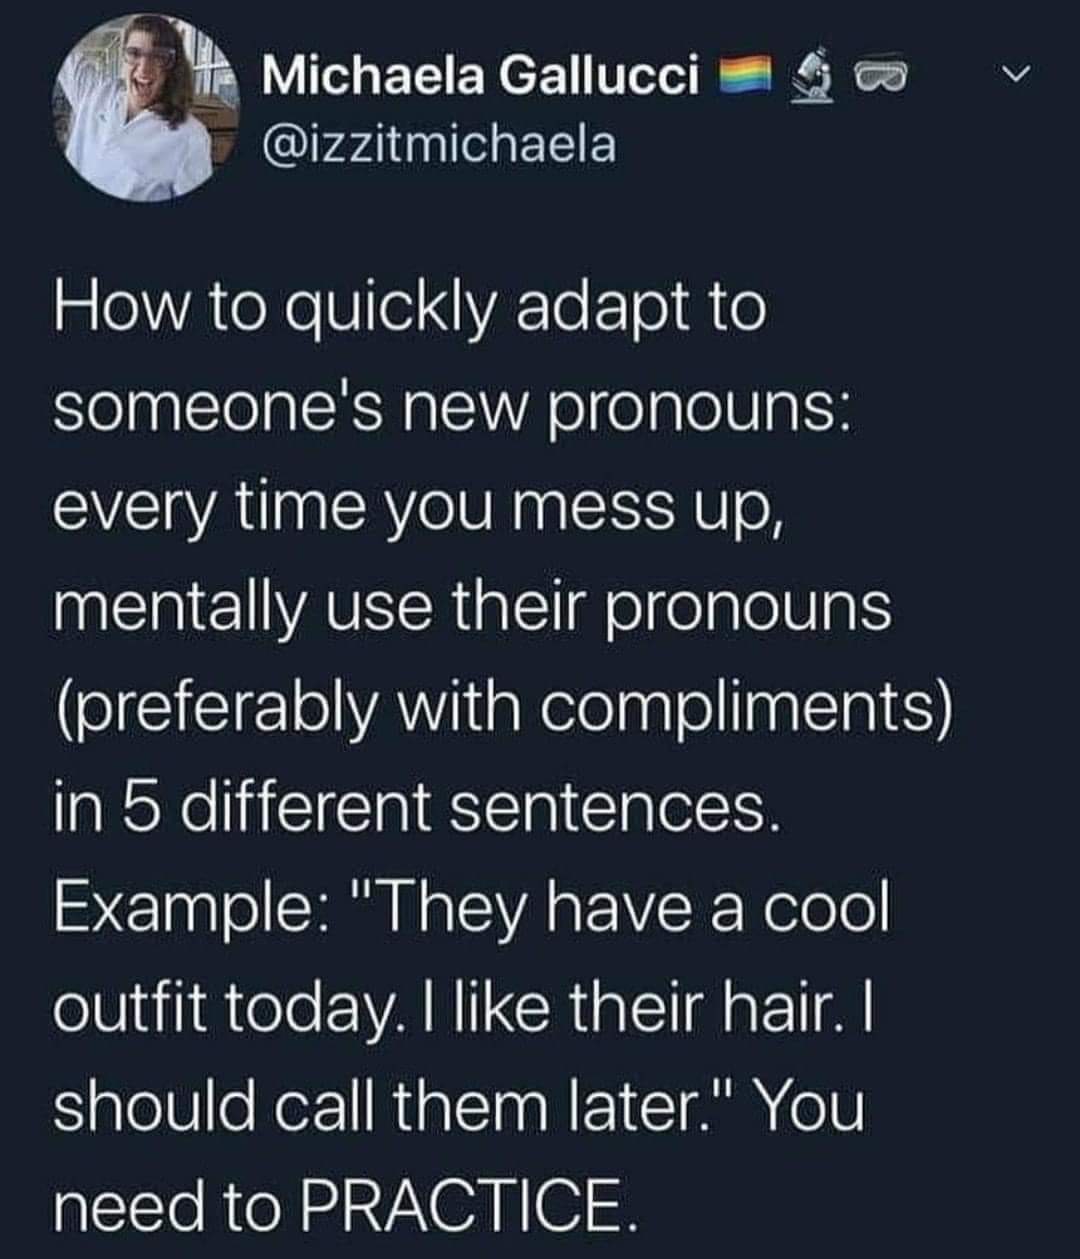 Michaela Gallucci 🏳️‍🌈 🔬 🥽
@izzitmichaela
How to quickly adapt to
someone's new pronouns:
every time you mess up,
mentally use their pronouns
(preferably with compliments)
in 5 different sentences.
Example: "They have a cool
outfit today. I like their hair. I
should call them later." You
need to PRACTICE.